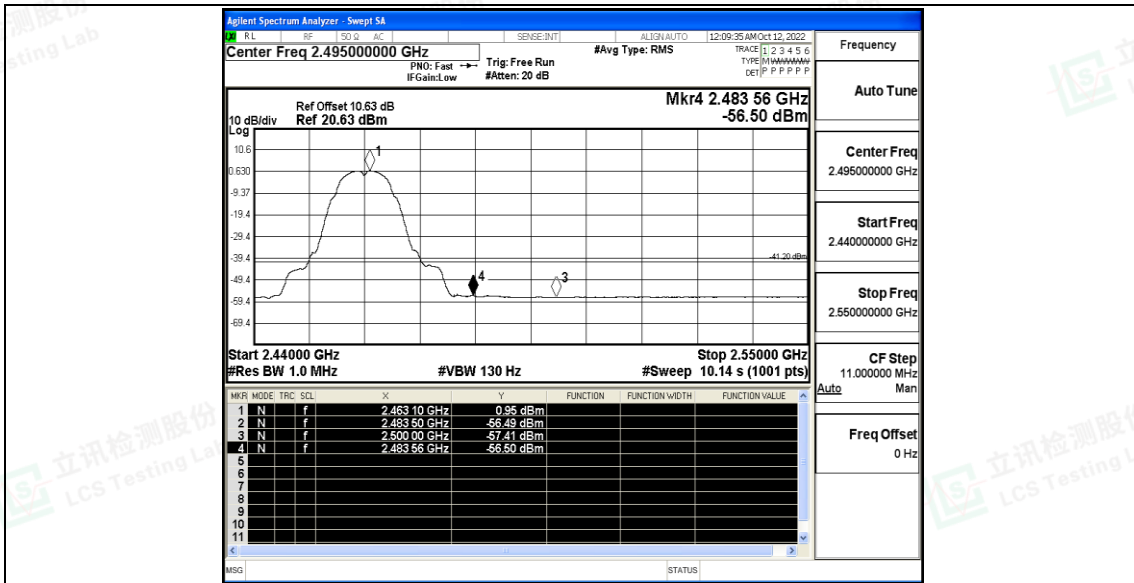 Agilent Spectrum Analyzer - Swept SA
RL RF 50 Ω AC SENSE:INT ALIGN AUTO 12:09:35 AM Oct 12, 2022
Center Freq 2.495000000 GHz
PNO: Fast
IFGain:Low
Trig: Free Run
#Atten: 20 dB
#Avg Type: RMS
TRACE 1 2 3 4 5 6
TYPE M WWWWW
DET P P P P P P
Ref Offset 10.63 dB
10 dB/div Ref 20.63 dBm
Log
Mkr4 2.483 56 GHz
-56.50 dBm
10.6
0.630
-9.37
-19.4
-29.4
-39.4
-49.4
-59.4
-69.4
1
4
3
-41.20 dBm
Start 2.44000 GHz Stop 2.55000 GHz
#Res BW 1.0 MHz #VBW 130 Hz #Sweep 10.14 s (1001 pts)
MKR MODE TRC SCL X Y FUNCTION FUNCTION WIDTH FUNCTION VALUE
1 N f 2.463 10 GHz 0.95 dBm
2 N f 2.483 50 GHz -56.49 dBm
3 N f 2.500 00 GHz -57.41 dBm
4 N f 2.483 56 GHz -56.50 dBm
5
6
7
8
9
10
11
MSG STATUS
Frequency
Auto Tune
Center Freq
2.495000000 GHz
Start Freq
2.440000000 GHz
Stop Freq
2.550000000 GHz
CF Step
11.000000 MHz
Auto Man
Freq Offset
0 Hz
立讯检测股份
LCS Testing Lab
立讯检测股份
LCS Testing L